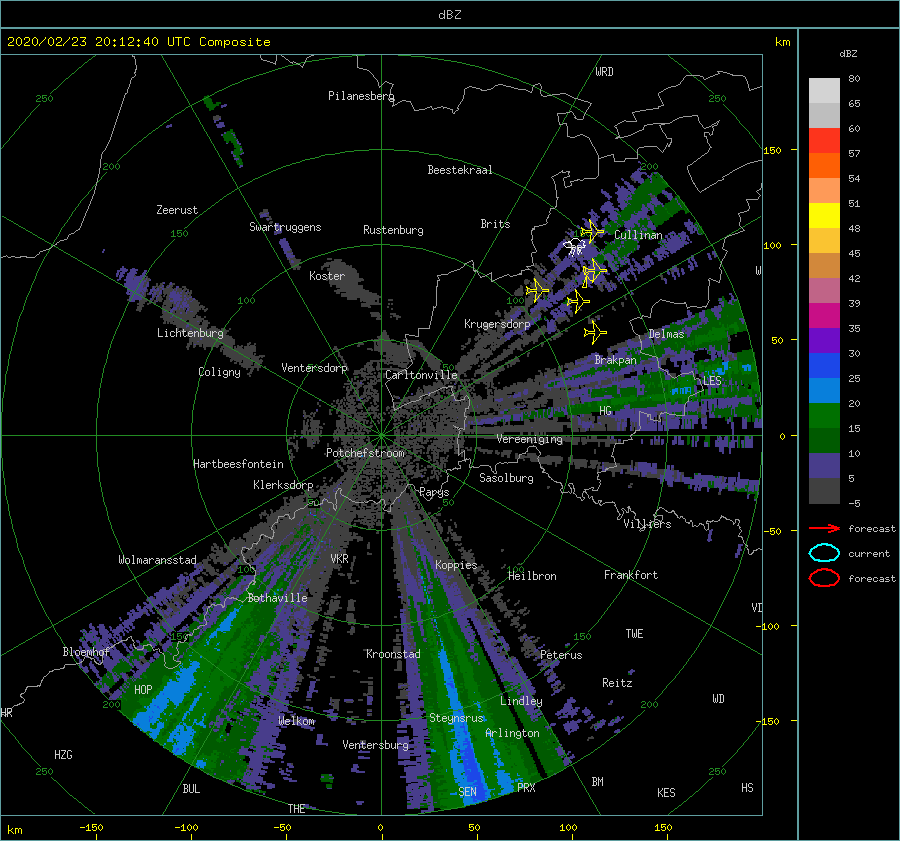 dBZ
2020/02/23 20:12:40 UTC Composite
km
dBZ
WRD
250
Pilanesberg
250
80
65
60
57
54
51
48
45
42
39
35
30
25
20
15
10
5
-5
150
200
Beestekraal
200
Zeerust
150
Swartruggens
Rustenburg
Brits
Cullinan
100
Koster
W
100
100
Lichtenburg
Krugersdorp
Delmas
50
Coligny
Ventersdorp
Carltonville
50
Brakpan
LES
HG
Vereeniging
0
Potchefstroom
Hartbeesfontein
Klerksdorp
Parys
Sasolburg
50
50
Villiers
-50
forecast
current
forecast
Wolmaransstad
VKR
Koppies
100
100
Heilbron
Frankfort
Bothaville
VD
-100
150
150
TWE
Bloemhof
Kroonstad
Peterus
HOP
Reitz
200
Lindley
200
WD
HR
Welkom
Steynsrus
-150
Arlington
Ventersburg
HZG
250
250
BUL
SEN
PRX
BM
KES
HS
THE
km
-150
-100
-50
0
50
100
150